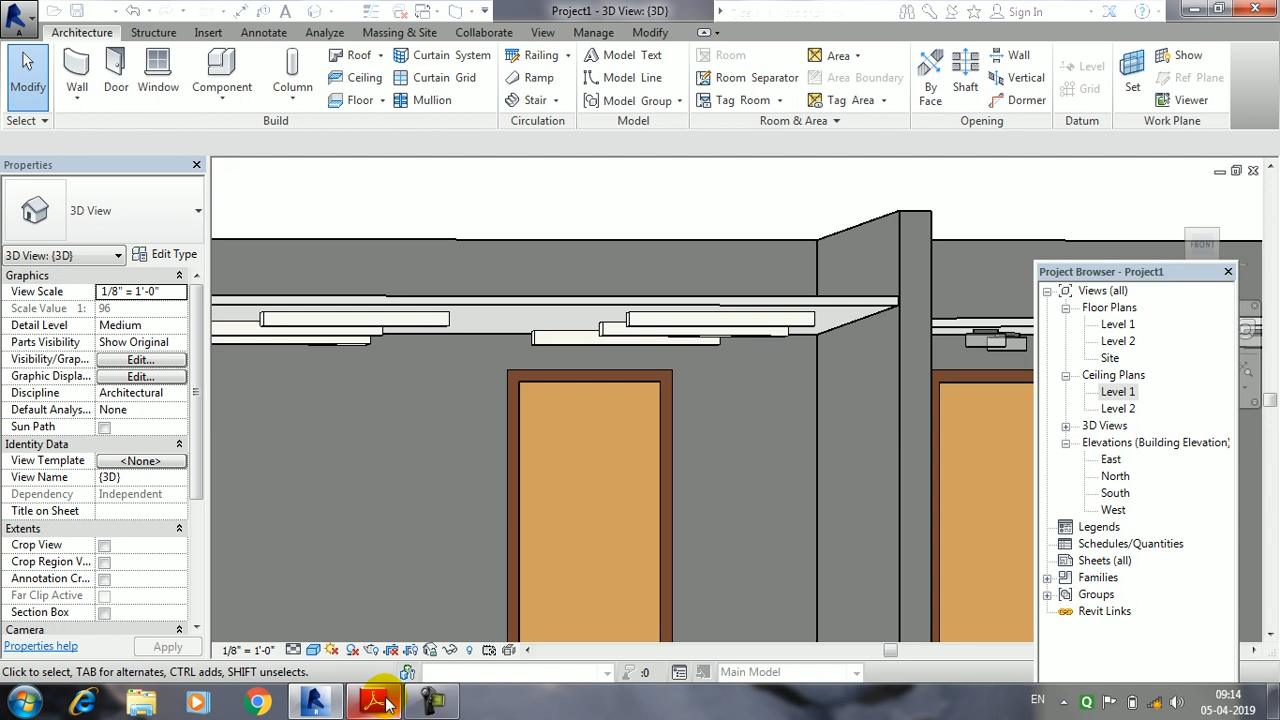 Project1 - 3D View: {3D}
Sign In
Architecture
Structure
Insert
Annotate
Analyze
Massing & Site
Collaborate
View
Manage
Modify
Modify
Wall
Door
Window
Component
Column
Roof
Ceiling
Floor
Curtain System
Curtain Grid
Mullion
Railing
Ramp
Stair
Model Text
Model Line
Model Group
Room
Room Separator
Tag Room
Area
Area Boundary
Tag Area
By Face
Shaft
Wall
Vertical
Dormer
Level
Grid
Set
Show
Ref Plane
Viewer
Select
Build
Circulation
Model
Room & Area
Opening
Datum
Work Plane
Properties
3D View
3D View: {3D}
Edit Type
Graphics
View Scale 1/8" = 1'-0"
Scale Value 1: 96
Detail Level Medium
Parts Visibility Show Original
Visibility/Grap... Edit...
Graphic Displa... Edit...
Discipline Architectural
Default Analys... None
Sun Path
Identity Data
View Template <None>
View Name {3D}
Dependency Independent
Title on Sheet
Extents
Crop View
Crop Region V...
Annotation Cr...
Far Clip Active
Section Box
Camera
Properties help
Apply
FRONT
Project Browser - Project1
Views (all)
Floor Plans
Level 1
Level 2
Site
Ceiling Plans
Level 1
Level 2
3D Views
Elevations (Building Elevation)
East
North
South
West
Legends
Schedules/Quantities
Sheets (all)
Families
Groups
Revit Links
1/8" = 1'-0"
Click to select, TAB for alternates, CTRL adds, SHIFT unselects.
:0
Main Model
EN
09:14
05-04-2019